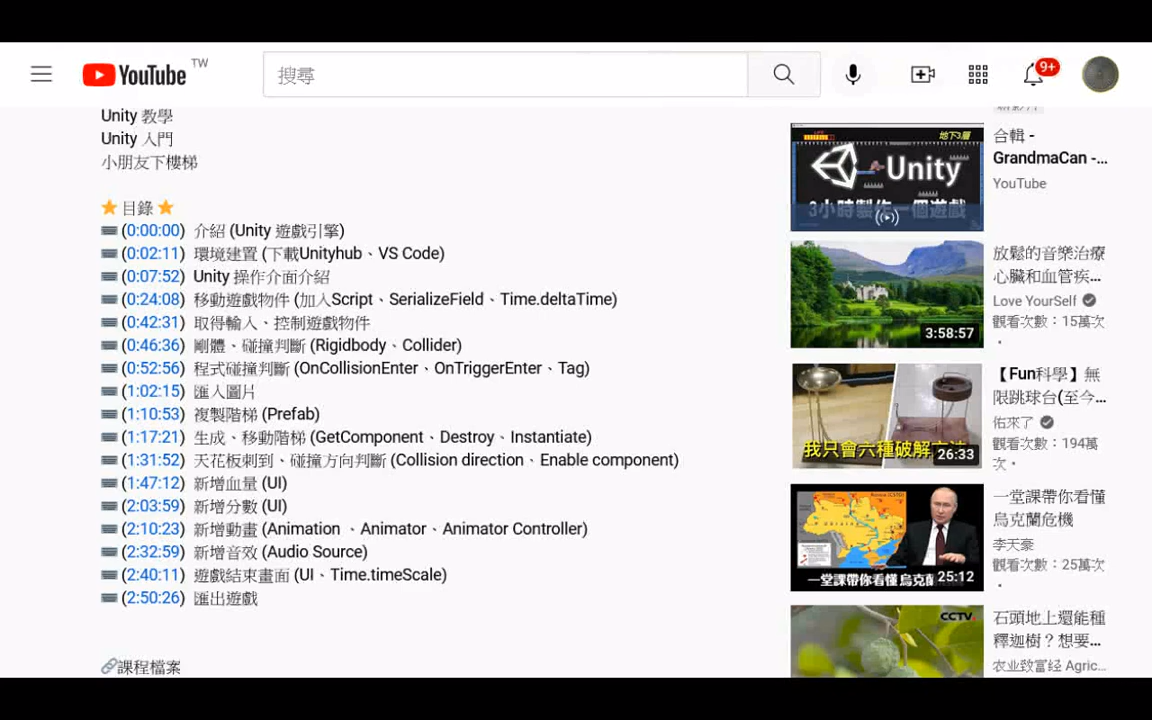 YouTube TW
搜尋
9+
Unity 教學
Unity 入門
小朋友下樓梯
目錄
(0:00:00) 介紹 (Unity 遊戲引擎)
(0:02:11) 環境建置 (下載Unityhub、VS Code)
(0:07:52) Unity 操作介面介紹
(0:24:08) 移動遊戲物件 (加入Script、SerializeField、Time.deltaTime)
(0:42:31) 取得輸入、控制遊戲物件
(0:46:36) 剛體、碰撞判斷 (Rigidbody、Collider)
(0:52:56) 程式碰撞判斷 (OnCollisionEnter、OnTriggerEnter、Tag)
(1:02:15) 匯入圖片
(1:10:53) 複製階梯 (Prefab)
(1:17:21) 生成、移動階梯 (GetComponent、Destroy、Instantiate)
(1:31:52) 天花板刺到、碰撞方向判斷 (Collision direction、Enable component)
(1:47:12) 新增血量 (UI)
(2:03:59) 新增分數 (UI)
(2:10:23) 新增動畫 (Animation 、Animator、Animator Controller)
(2:32:59) 新增音效 (Audio Source)
(2:40:11) 遊戲結束畫面 (UI、Time.timeScale)
(2:50:26) 匯出遊戲
課程檔案
地下3層
Unity
3小時製作一個遊戲
合輯 -
GrandmaCan -...
YouTube
3:58:57
放鬆的音樂治療
心臟和血管疾...
Love YourSelf
觀看次數：15萬次
·
我只會六種破解方法
26:33
【Fun科學】無
限跳球台(至今...
佑來了
觀看次數：194萬
次·
一堂課帶你看懂烏克
25:12
一堂課帶你看懂
烏克蘭危機
李天豪
觀看次數：25萬次
·
CCTV
石頭地上還能種
釋迦樹？想要...
农业致富经 Agric...